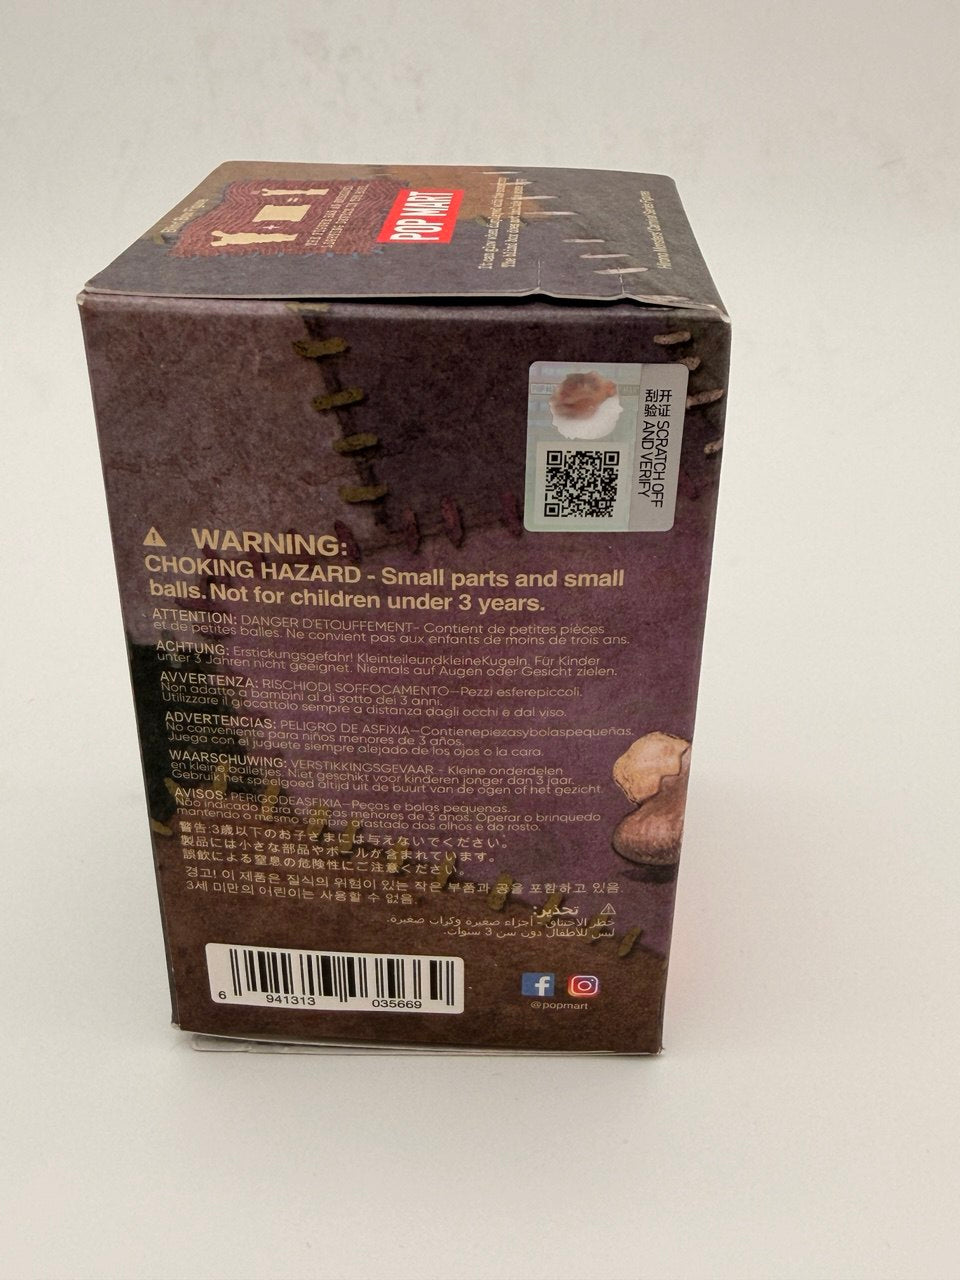 POP MART
Hirono Monsters' Carnival Series Figures
开证
刮验
SCRATCH OFF
AND VERIFY
WARNING:
CHOKING HAZARD - Small parts and small
balls. Not for children under 3 years.
ATTENTION: DANGER D'ETOUFFEMENT- Contient de petites pièces
et de petites balles. Ne convient pas aux enfants de moins de trois ans.
ACHTUNG: Erstickungsgefahr! KleinteileundkleineKugeln. Für Kinder
unter 3 Jahren nicht geeignet. Niemals auf Augen oder Gesicht zielen.
AVVERTENZA: RISCHIODI SOFFOCAMENTO—Pezzi esferepiccoli.
Non adatto a bambini al di sotto dei 3 anni.
Utilizzare il giocattolo sempre a distanza dagli occhi e dal viso.
ADVERTENCIAS: PELIGRO DE ASFIXIA—Contienepiezasybolaspequeñas.
No conveniente para niños menores de 3 años.
Juega con el juguete siempre alejado de los ojos o la cara.
WAARSCHUWING: VERSTIKKINGSGEVAAR - Kleine onderdelen
en kleine balletjes. Niet geschikt voor kinderen jonger dan 3 jaar.
Gebruik het speelgoed altijd uit de buurt van de ogen of het gezicht
AVISOS: PERIGODEASFIXIA—Peças e bolas pequenas.
Não indicado para crianças menores de 3 anos. Operar o brinquedo
mantendo o mesmo sempre afastado dos olhos e do rosto.
警告:3歳以下のお子さまには与えないでください。
製品には小さな部品やボールが含まれています。
誤飲による窒息の危険性にご注意ください。
경고! 이 제품은 질식의 위험이 있는 작은 부품과 공을 포함하고 있음.
3세 미만의 어린이는 사용할 수 없음.
تحذير:
خطر الاختناق - أجزاء صغيرة وكرات صغيرة.
ليس للأطفال دون سن 3 سنوات.
6 941313 035669
@popmart